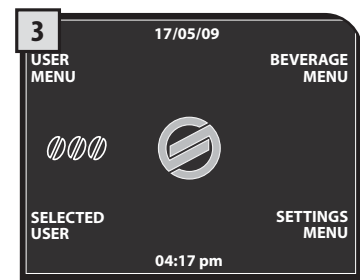 3
17/05/09
USER
MENU
BEVERAGE
MENU
SELECTED
USER
SETTINGS
MENU
04:17 pm